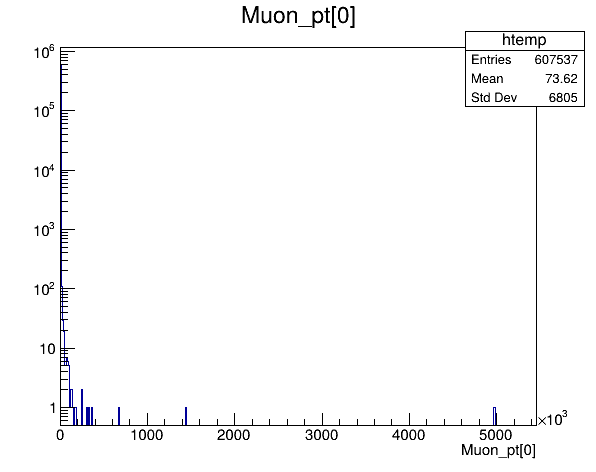 Muon_pt[0]
htemp
Entries 607537
Mean 73.62
Std Dev 6805
10^6
10^5
10^4
10^3
10^2
10
1
0 1000 2000 3000 4000 5000
×10^3
Muon_pt[0]